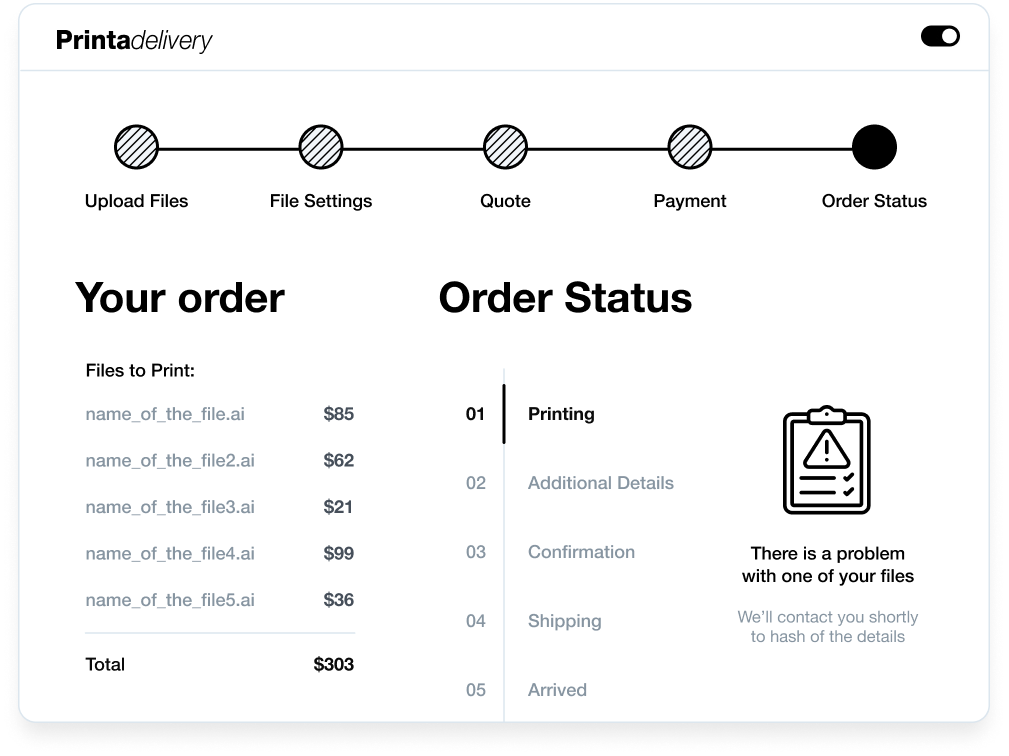 Printadelivery
Upload Files
File Settings
Quote
Payment
Order Status
Your order
Files to Print:
name_of_the_file.ai $85
name_of_the_file2.ai $62
name_of_the_file3.ai $21
name_of_the_file4.ai $99
name_of_the_file5.ai $36
Total $303
Order Status
01 Printing
02 Additional Details
03 Confirmation
04 Shipping
05 Arrived
There is a problem
with one of your files
We’ll contact you shortly
to hash of the details